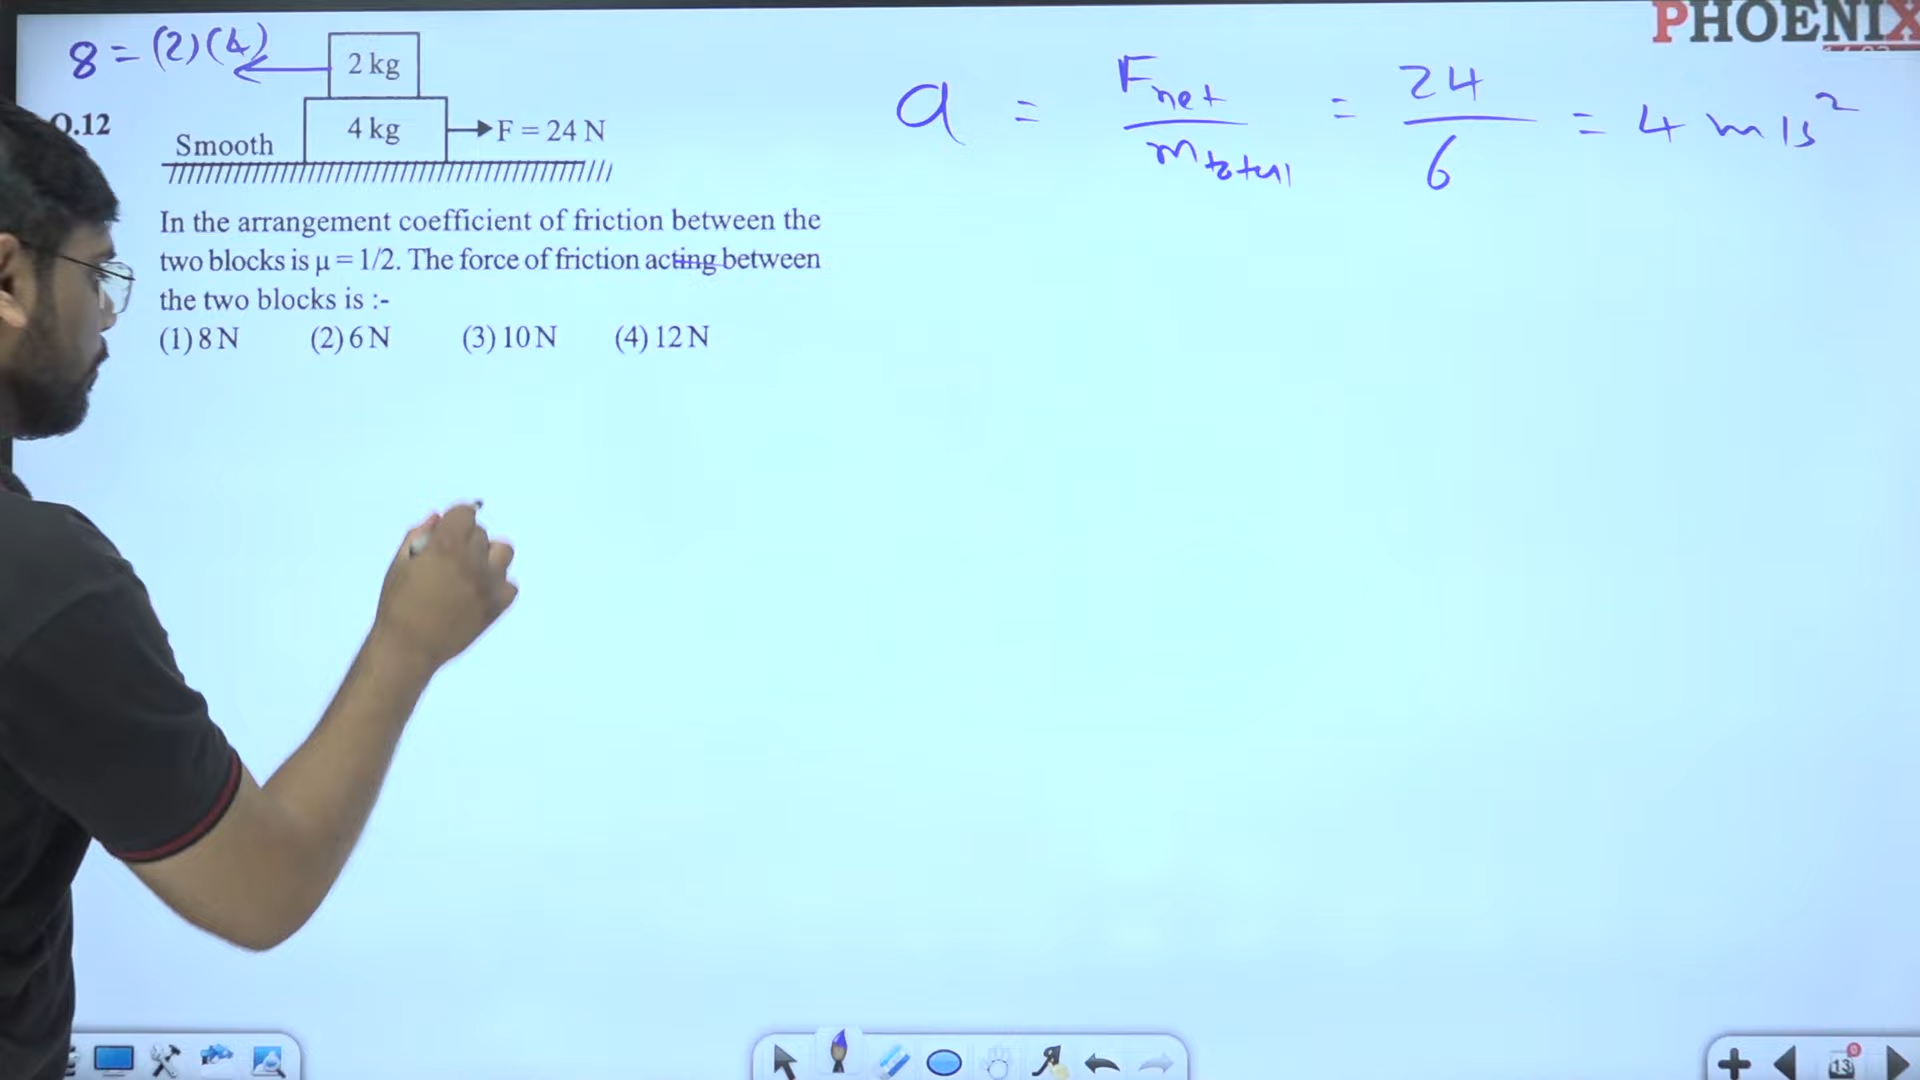 PHOENIX
8 = (2)(4)
2 kg
Q.12
Smooth
4 kg
F = 24 N
a = Fnet / mtotal = 24 / 6 = 4 m/s²
In the arrangement coefficient of friction between the
two blocks is µ = 1/2. The force of friction acting between
the two blocks is :-
(1) 8 N (2) 6 N (3) 10 N (4) 12 N
13